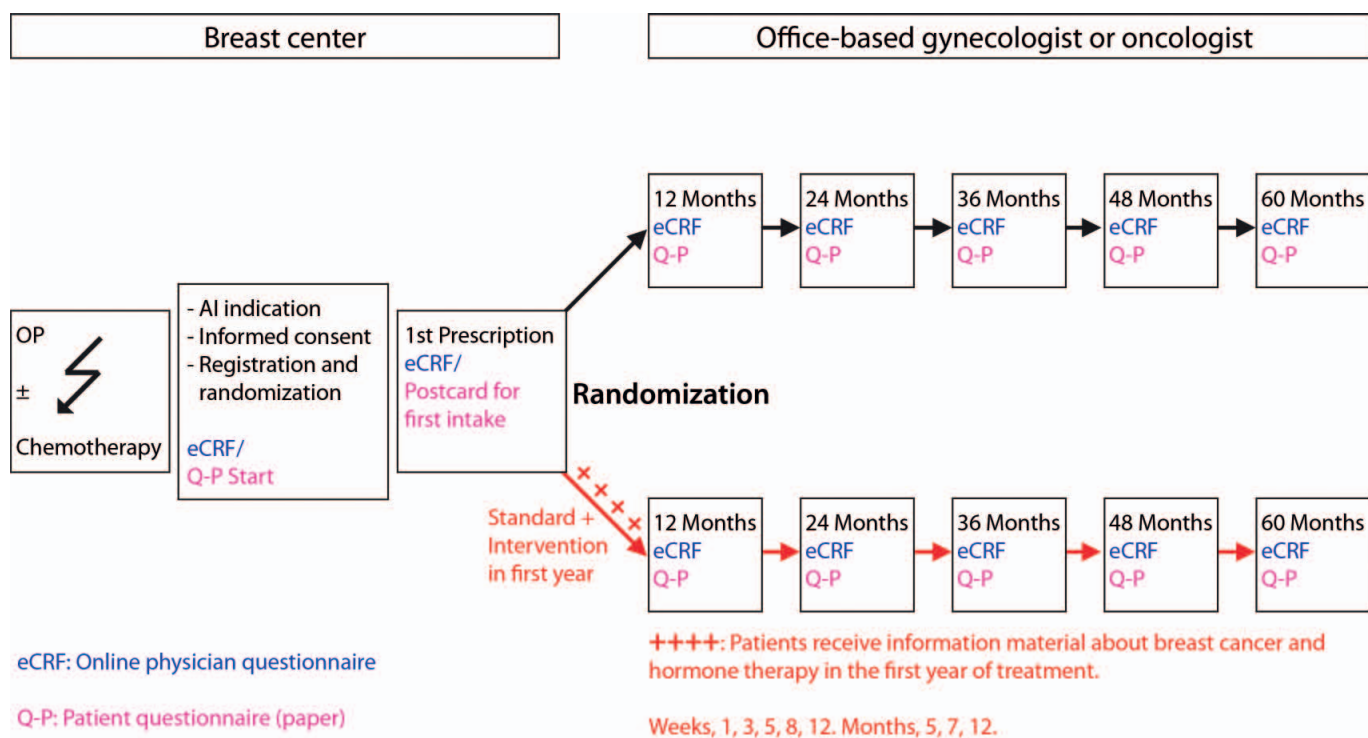 Breast center
Office-based gynecologist or oncologist
12 Months
eCRF
Q-P
24 Months
eCRF
Q-P
36 Months
eCRF
Q-P
48 Months
eCRF
Q-P
60 Months
eCRF
Q-P
OP
±
Chemotherapy
- AI indication
- Informed consent
- Registration and
randomization
eCRF/
Q-P Start
1st Prescription
eCRF/
Postcard for
first intake
Randomization
Standard +
Intervention
in first year
12 Months
eCRF
Q-P
24 Months
eCRF
Q-P
36 Months
eCRF
Q-P
48 Months
eCRF
Q-P
60 Months
eCRF
Q-P
++++: Patients receive information material about breast cancer and
hormone therapy in the first year of treatment.
Weeks, 1, 3, 5, 8, 12. Months, 5, 7, 12.
eCRF: Online physician questionnaire
Q-P: Patient questionnaire (paper)